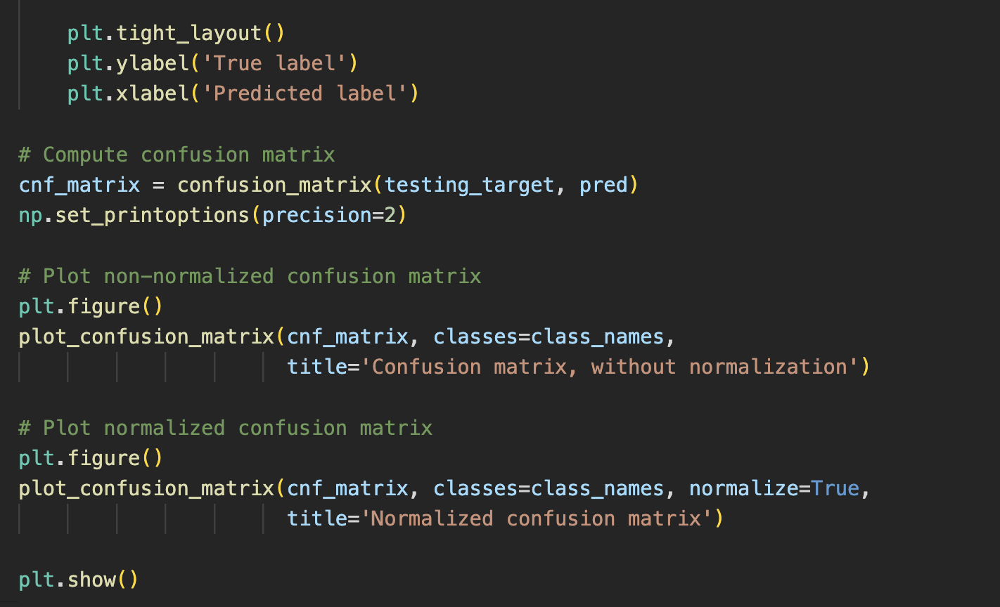 plt.tight_layout()
plt.ylabel('True label')
plt.xlabel('Predicted label')
# Compute confusion matrix
cnf_matrix = confusion_matrix(testing_target, pred)
np.set_printoptions(precision=2)
# Plot non-normalized confusion matrix
plt.figure()
plot_confusion_matrix(cnf_matrix, classes=class_names,
title='Confusion matrix, without normalization')
# Plot normalized confusion matrix
plt.figure()
plot_confusion_matrix(cnf_matrix, classes=class_names, normalize=True,
title='Normalized confusion matrix')
plt.show()